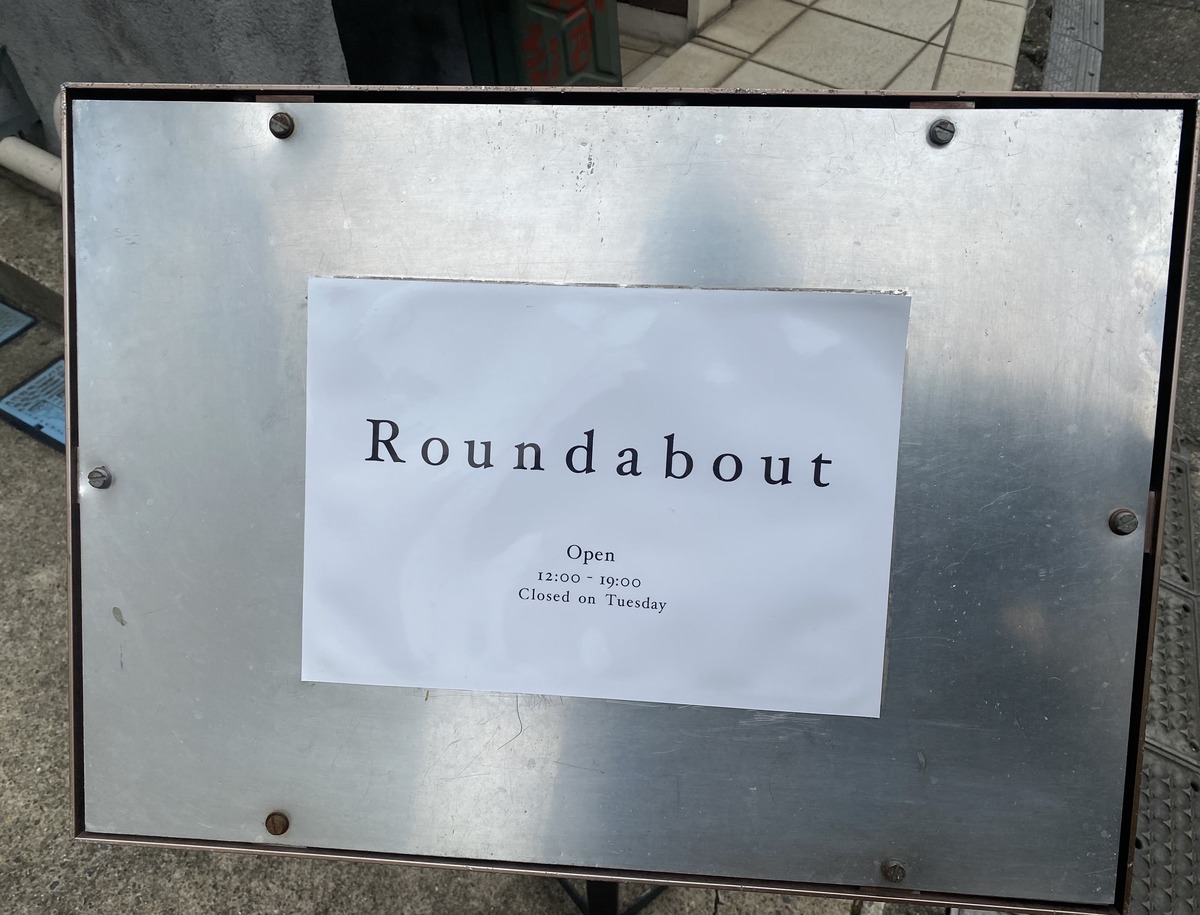 Roundabout
Open
12:00 - 19:00
Closed on Tuesday